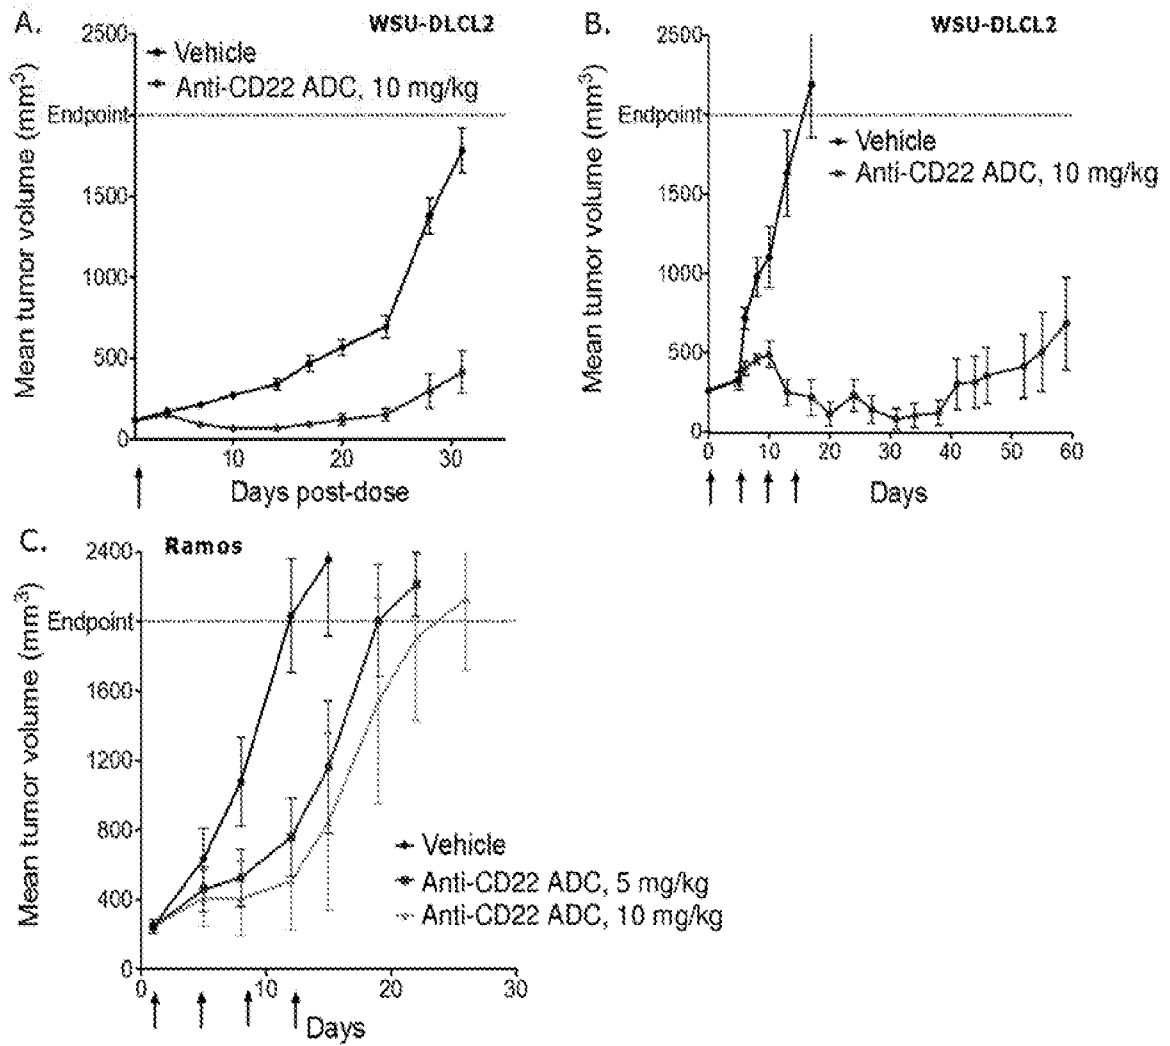 A.
WSU-DLCL2
2500
Vehicle
Anti-CD22 ADC, 10 mg/kg
Endpoint
1500
1000
500
0
10
20
30
Mean tumor volume (mm³)
Days post-dose
B.
WSU-DLCL2
2500
Endpoint
Vehicle
Anti-CD22 ADC, 10 mg/kg
1500
1000
500
0
0
10
20
30
40
50
60
Mean tumor volume (mm³)
Days
C.
Ramos
2400
Endpoint
1600
1200
800
400
0
Vehicle
Anti-CD22 ADC, 5 mg/kg
Anti-CD22 ADC, 10 mg/kg
0
10
20
30
Mean tumor volume (mm³)
Days